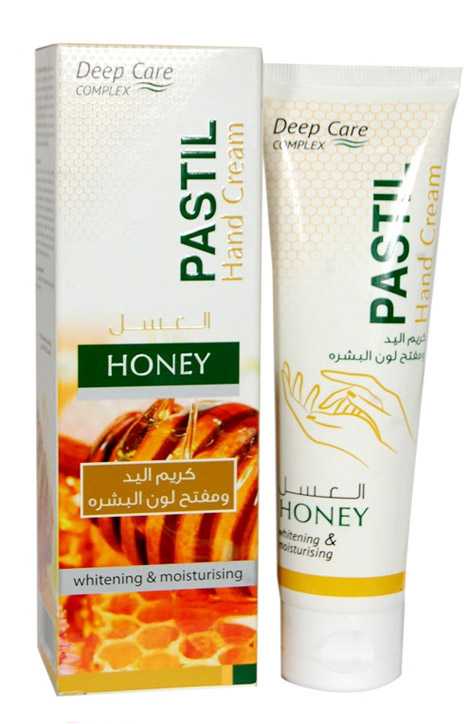 Deep Care
COMPLEX
PASTIL
Hand Cream
العسل
HONEY
كريم اليد
ومفتح لون البشره
whitening & moisturising
Deep Care
COMPLEX
PASTIL
Hand Cream
كريم اليد
ومفتح لون البشره
العسل
HONEY
whitening &
moisturising